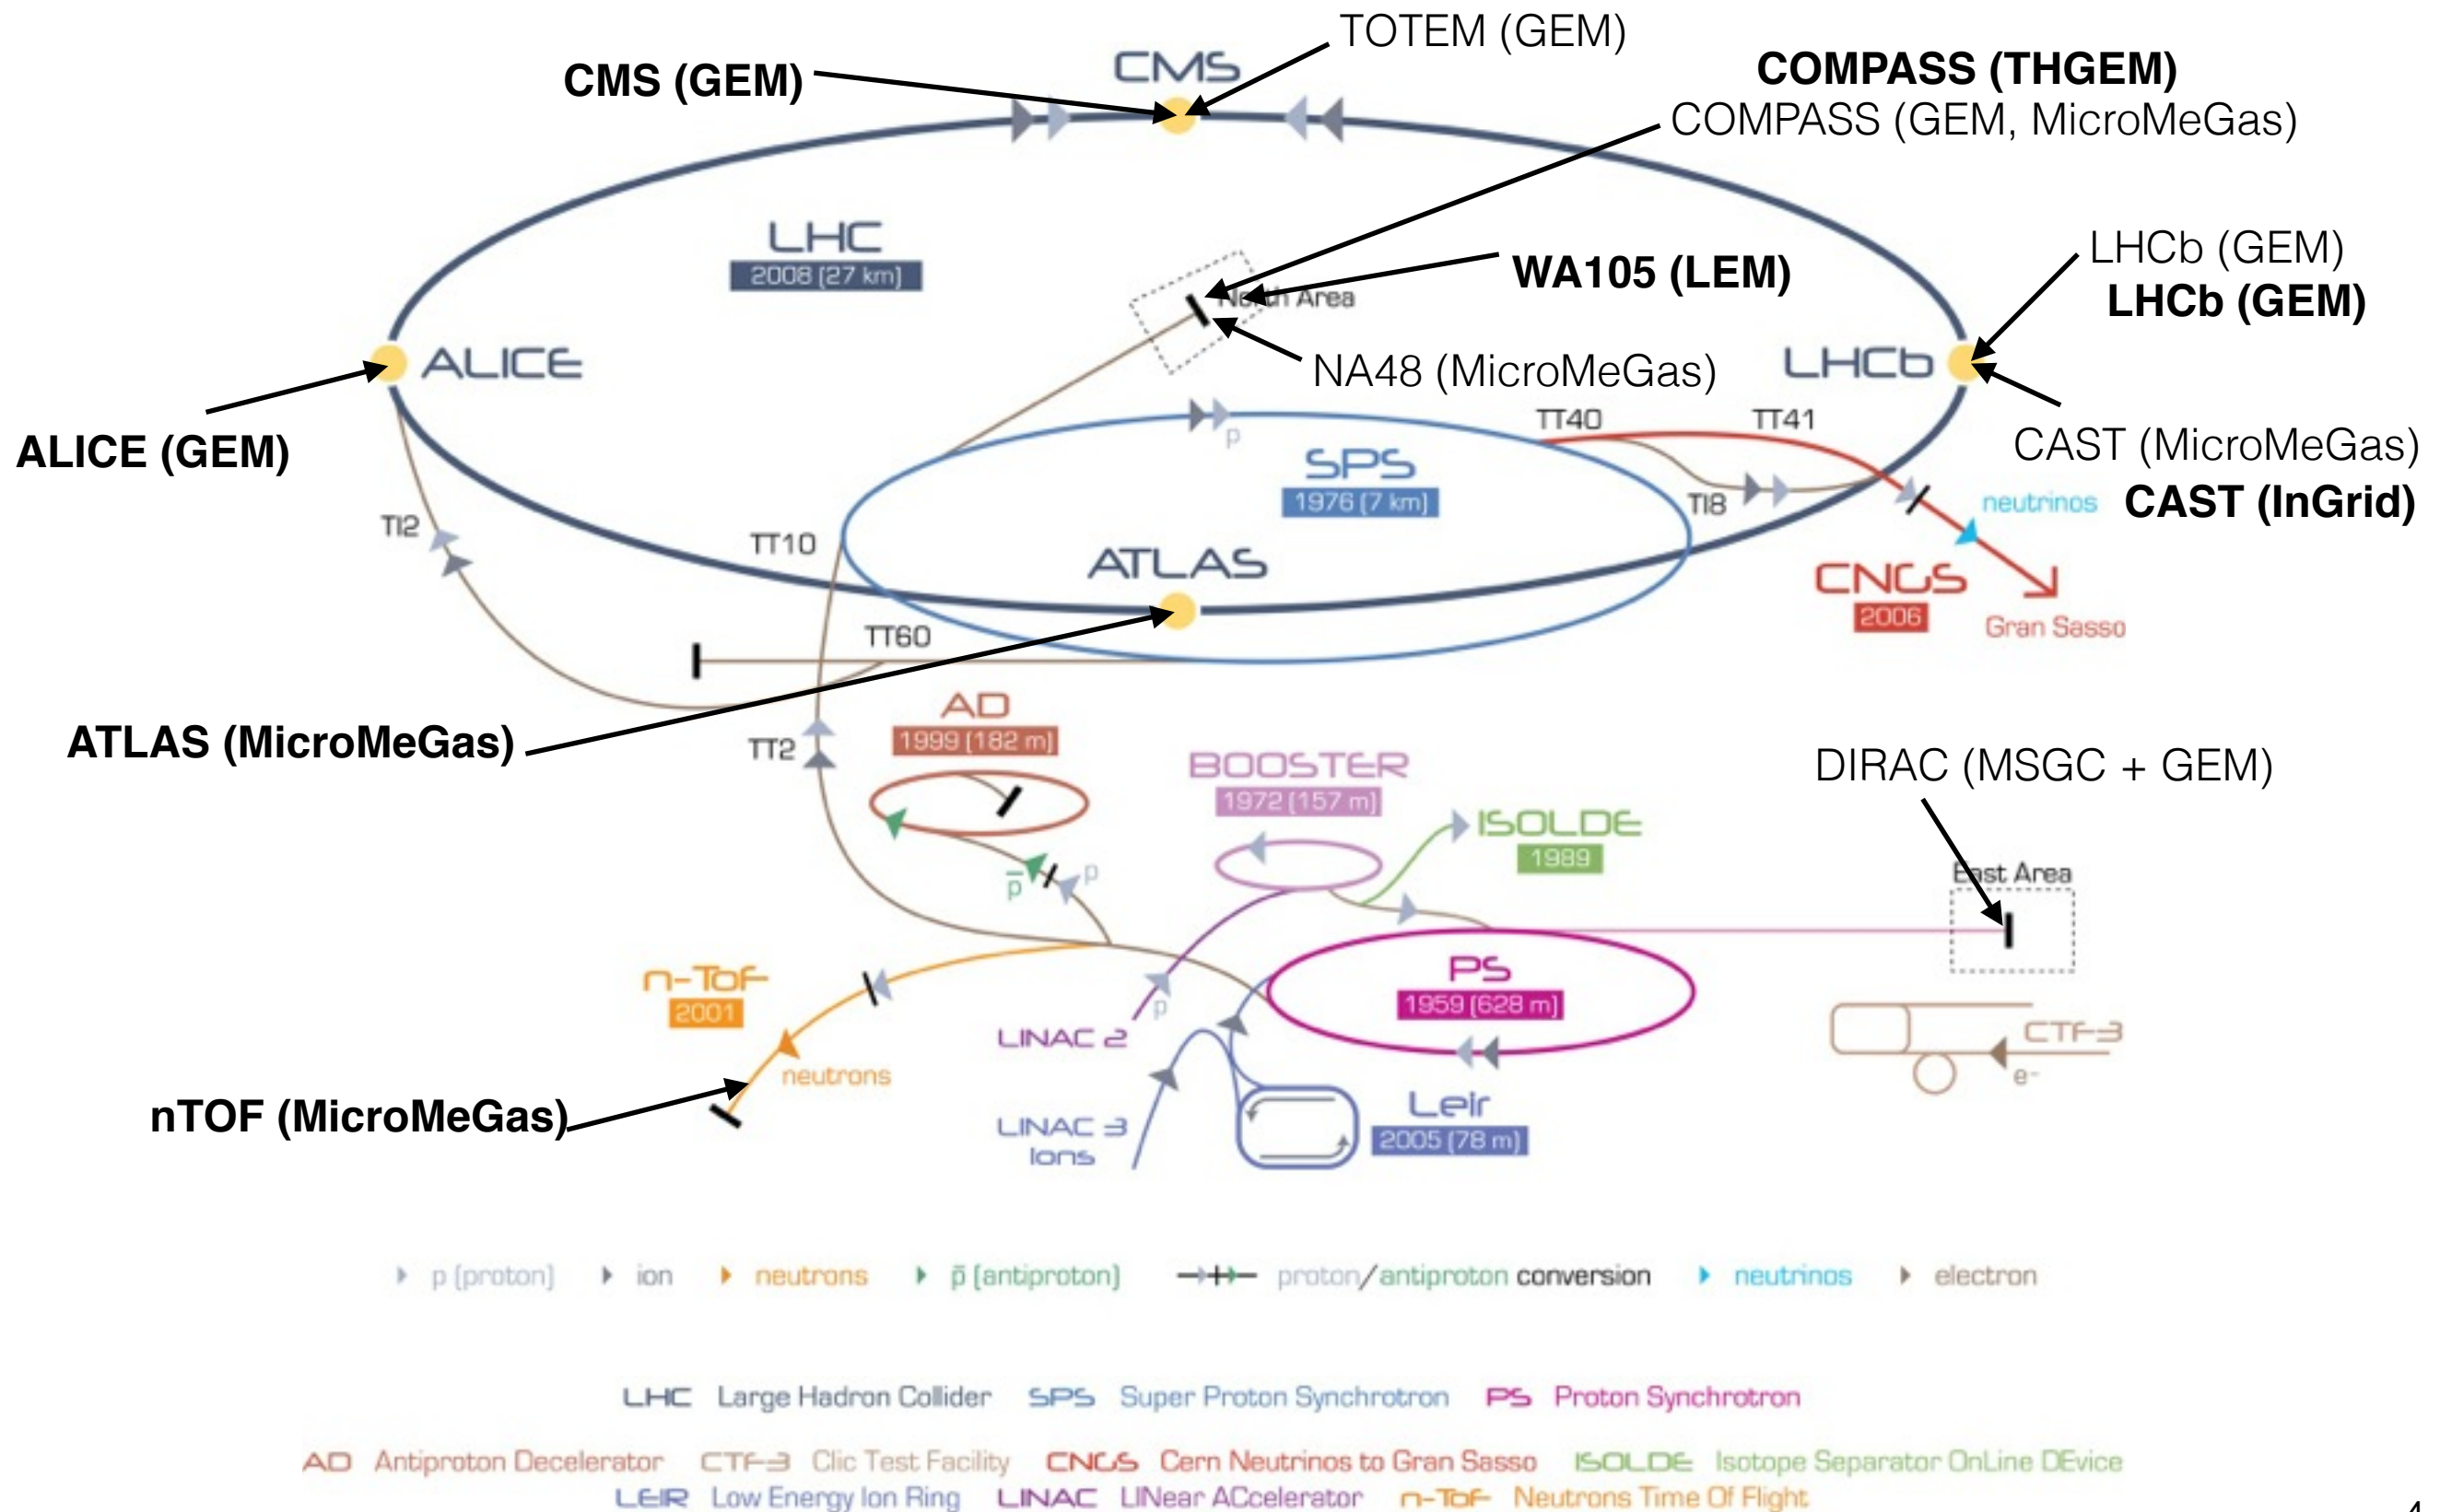 TOTEM (GEM)
CMS
CMS (GEM)
COMPASS (THGEM)
COMPASS (GEM, MicroMeGas)
LHC
2008 (27 km)
North Area
WA105 (LEM)
LHCb (GEM)
LHCb (GEM)
ALICE
NA48 (MicroMeGas)
LHCb
ALICE (GEM)
p
TT40
TT41
CAST (MicroMeGas)
CAST (InGrid)
SPS
1976 (7 km)
TI8
neutrinos
TI2
TT10
ATLAS
CNGS
2006
Gran Sasso
TT60
ATLAS (MicroMeGas)
AD
1999 (182 m)
TT2
BOOSTER
1972 (157 m)
DIRAC (MSGC + GEM)
ISOLDE
1989
East Area
p̄
p
n-ToF
2001
PS
1959 (628 m)
p
LINAC 2
neutrons
CTF-3
e-
nTOF (MicroMeGas)
LINAC 3
Ions
Leir
2005 (78 m)
p (proton) ion neutrons p̄ (antiproton) proton/antiproton conversion neutrinos electron
LHC Large Hadron Collider SPS Super Proton Synchrotron PS Proton Synchrotron
AD Antiproton Decelerator CTF-3 Clic Test Facility CNGS Cern Neutrinos to Gran Sasso ISOLDE Isotope Separator OnLine DEvice
LEIR Low Energy Ion Ring LINAC LINear ACcelerator n-ToF Neutrons Time Of Flight